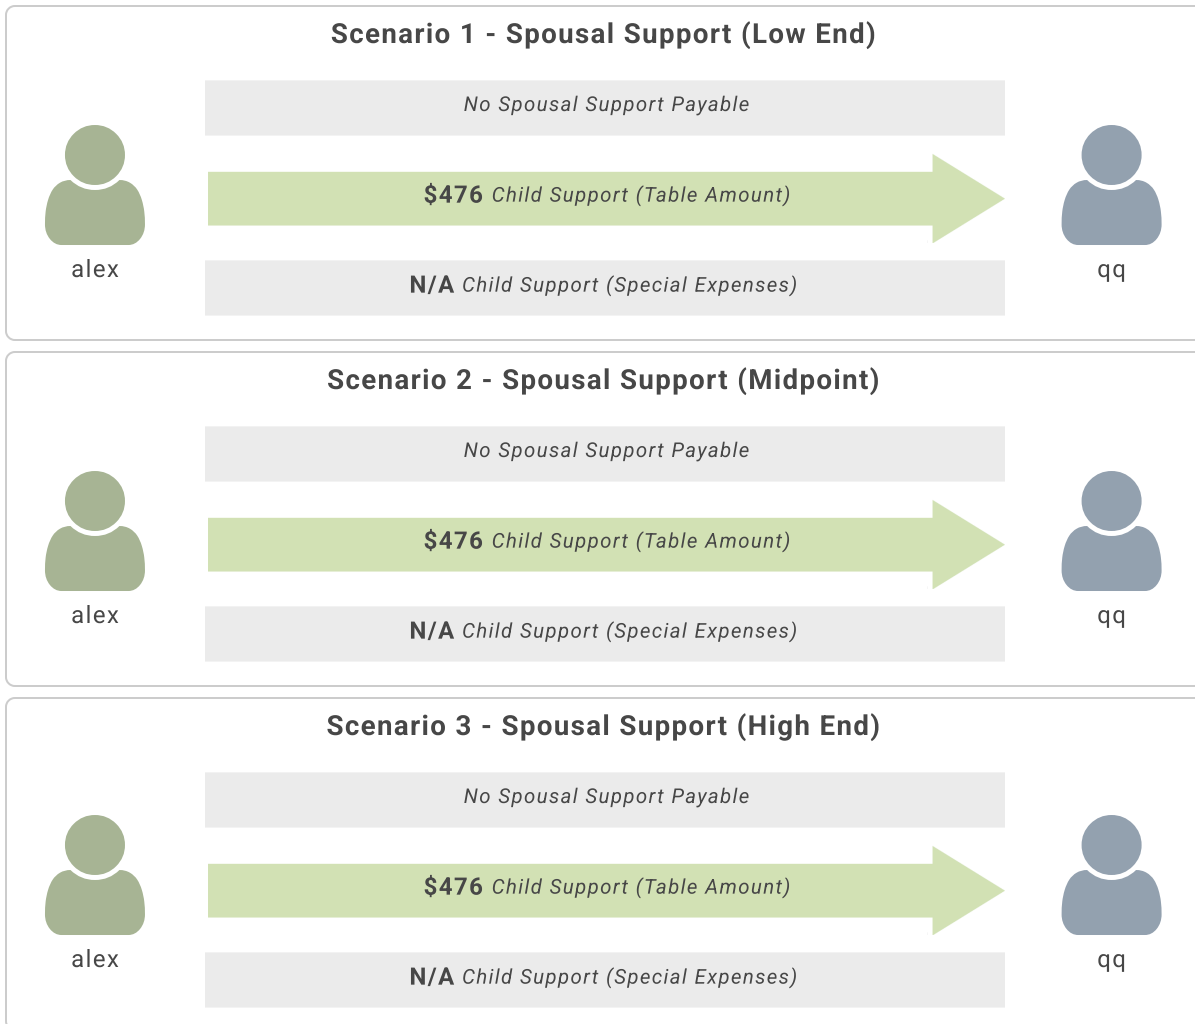 Scenario 1 - Spousal Support (Low End)
No Spousal Support Payable
$476 Child Support (Table Amount)
N/A Child Support (Special Expenses)
alex
qq
Scenario 2 - Spousal Support (Midpoint)
No Spousal Support Payable
$476 Child Support (Table Amount)
N/A Child Support (Special Expenses)
alex
qq
Scenario 3 - Spousal Support (High End)
No Spousal Support Payable
$476 Child Support (Table Amount)
alex
qq
N/A Child Support (Special Expenses)